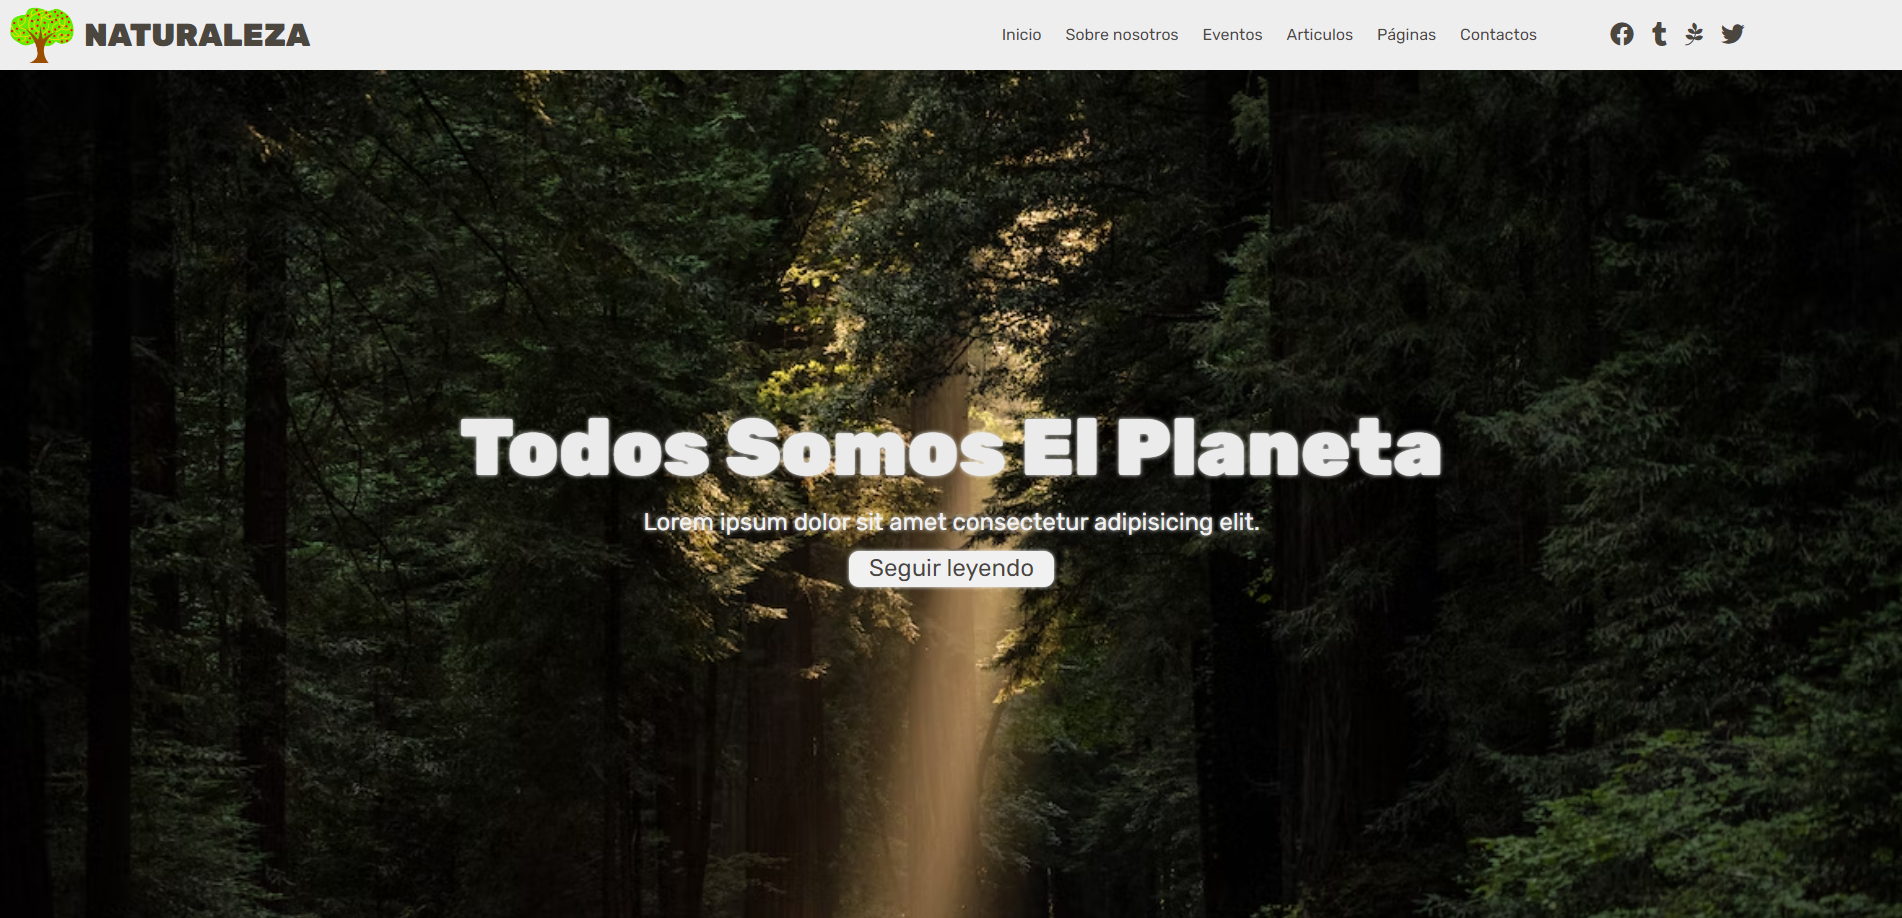 NATURALEZA
Inicio Sobre nosotros Eventos Articulos Páginas Contactos
Todos Somos El Planeta
Lorem ipsum dolor sit amet consectetur adipisicing elit.
Seguir leyendo